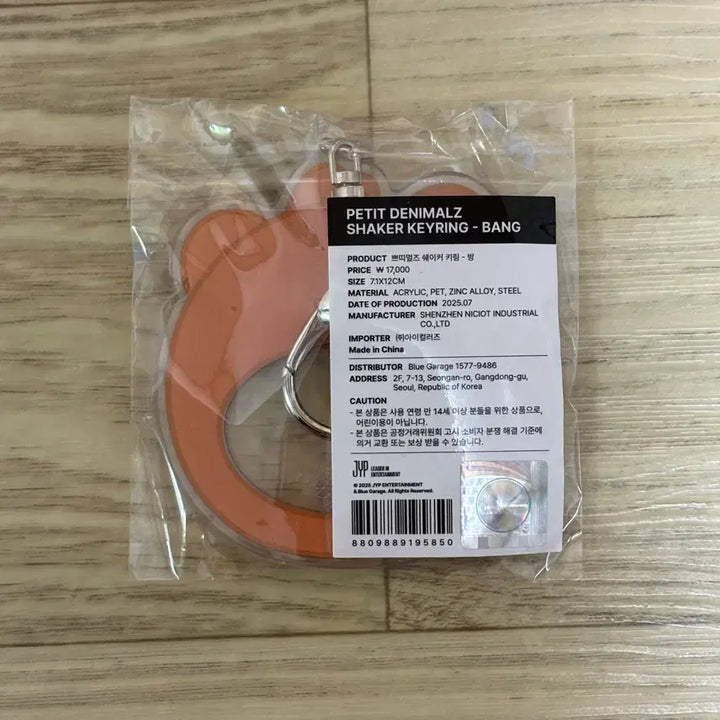 PETIT DENIMALZ
SHAKER KEYRING - BANG
PRODUCT 쁘띠멀즈 쉐이커 키링 - 방
PRICE ₩ 17,000
SIZE 7.1X12CM
MATERIAL ACRYLIC, PET, ZINC ALLOY, STEEL
DATE OF PRODUCTION 2025.07
MANUFACTURER SHENZHEN NICIOT INDUSTRIAL
CO.,LTD
IMPORTER ㈜아이컬러즈
Made in China
DISTRIBUTOR Blue Garage 1577-9486
ADDRESS 2F, 7-13, Seongan-ro, Gangdong-gu,
Seoul, Republic of Korea
CAUTION
- 본 상품은 사용 연령 만 14세 이상 분들을 위한 상품으로,
어린이용이 아닙니다.
- 본 상품은 공정거래위원회 고시 소비자 분쟁 해결 기준에
의거 교환 또는 보상 받을 수 있습니다.
JYP LEADER IN
ENTERTAINMENT
© 2025 JYP ENTERTAINMENT
& Blue Garage. All Rights Reserved.
8809889195850